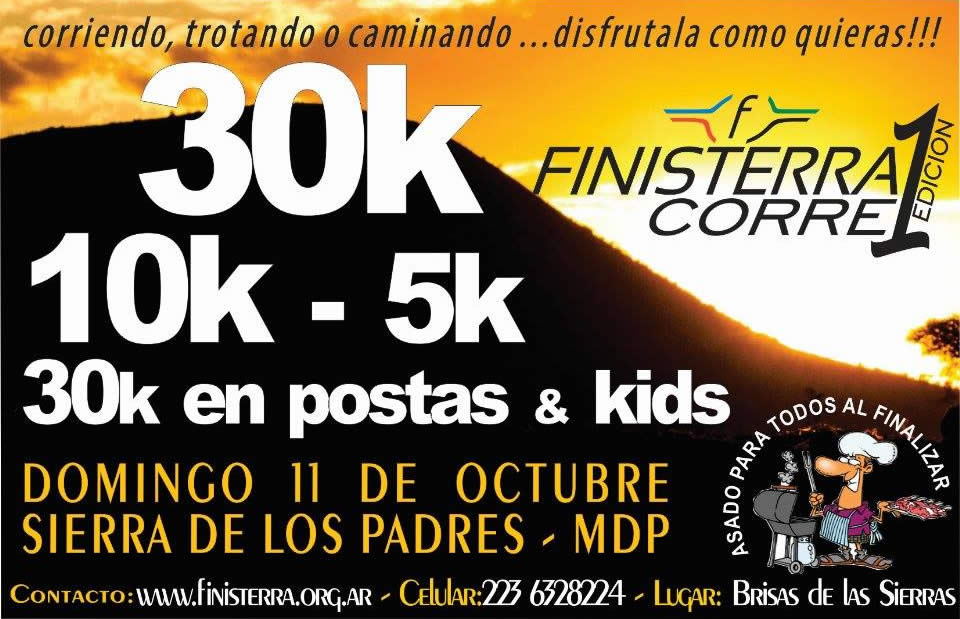 corriendo, trotando o caminando ...disfrutala como quieras!!!
30k
f
FINISTERRA
CORRE
1
EDICION
10k - 5k
30k en postas & kids
ASADO PARA TODOS AL FINALIZAR
DOMINGO 11 DE OCTUBRE
SIERRA DE LOS PADRES - MDP
CONTACTO: WWW.FINISTERRA.ORG.AR - CELULAR:223 6328224 - LUGAR: BRISAS DE LAS SIERRAS